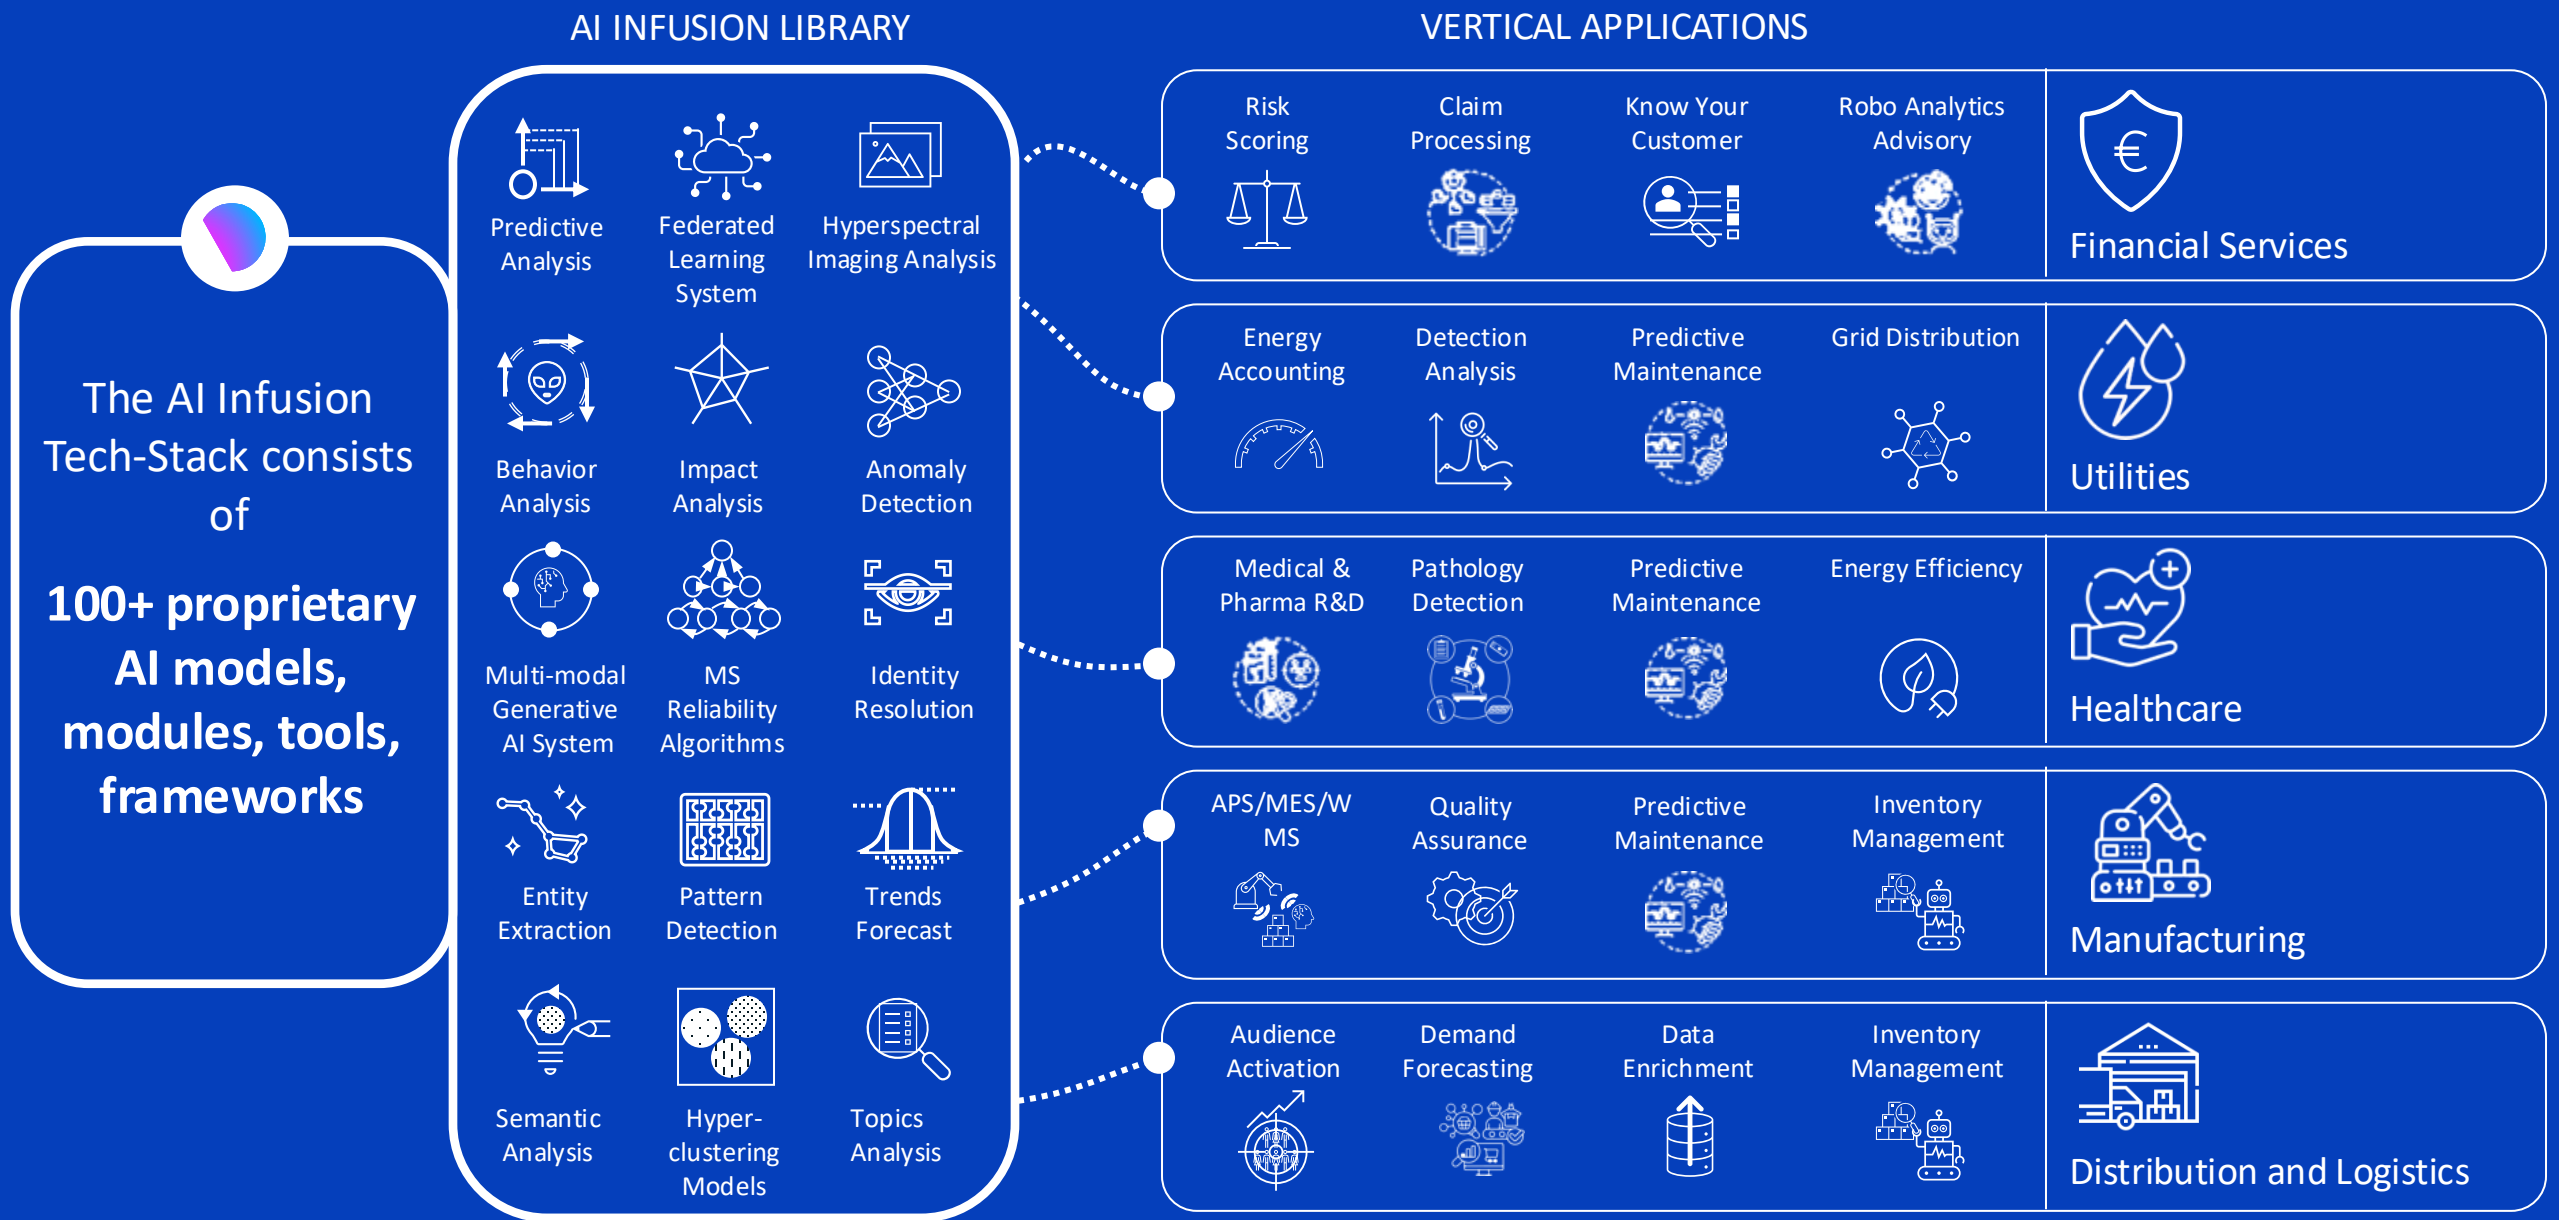 AI INFUSION LIBRARY
VERTICAL APPLICATIONS
The AI Infusion
Tech-Stack consists
of
100+ proprietary
AI models,
modules, tools,
frameworks
Predictive
Analysis
Federated
Learning
System
Hyperspectral
Imaging Analysis
Behavior
Analysis
Impact
Analysis
Anomaly
Detection
Multi-modal
Generative
AI System
MS
Reliability
Algorithms
Identity
Resolution
Entity
Extraction
Pattern
Detection
Trends
Forecast
Semantic
Analysis
Hyper-
clustering
Models
Topics
Analysis
Risk
Scoring
Claim
Processing
Know Your
Customer
Robo Analytics
Advisory
€
Financial Services
Energy
Accounting
Detection
Analysis
Predictive
Maintenance
Grid Distribution
Utilities
Medical &
Pharma R&D
Pathology
Detection
Predictive
Maintenance
Energy Efficiency
Healthcare
APS/MES/W
MS
Quality
Assurance
Predictive
Maintenance
Inventory
Management
Manufacturing
Audience
Activation
Demand
Forecasting
Data
Enrichment
Inventory
Management
Distribution and Logistics